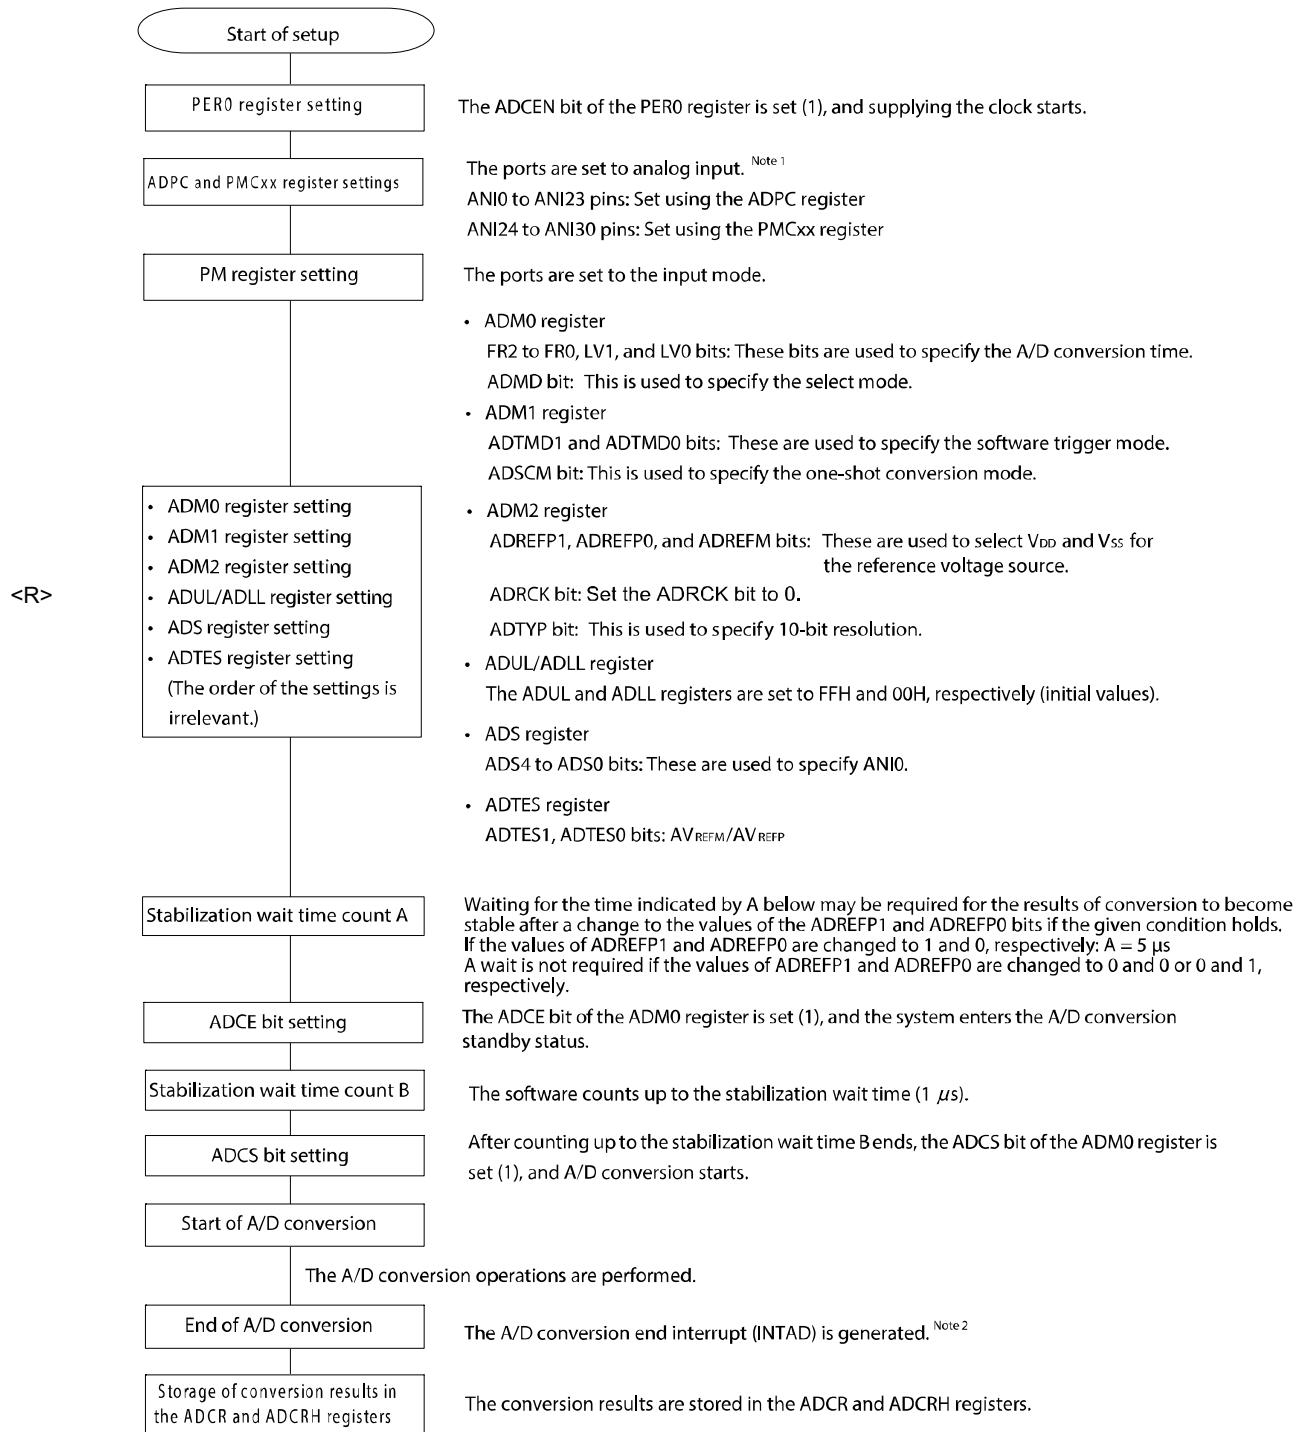 Start of setup
PER0 register setting
The ADCEN bit of the PER0 register is set (1), and supplying the clock starts.
ADPC and PMCxx register settings
The ports are set to analog input. Note 1
ANI0 to ANI23 pins: Set using the ADPC register
ANI24 to ANI30 pins: Set using the PMCxx register
PM register setting
The ports are set to the input mode.
<R>
• ADM0 register setting
• ADM1 register setting
• ADM2 register setting
• ADUL/ADLL register setting
• ADS register setting
• ADTES register setting
(The order of the settings is
irrelevant.)
• ADM0 register
FR2 to FR0, LV1, and LV0 bits: These bits are used to specify the A/D conversion time.
ADMD bit: This is used to specify the select mode.
• ADM1 register
ADTMD1 and ADTMD0 bits: These are used to specify the software trigger mode.
ADSCM bit: This is used to specify the one-shot conversion mode.
• ADM2 register
ADREFP1, ADREFP0, and ADREFM bits: These are used to select VDD and VSS for
the reference voltage source.
ADRCK bit: Set the ADRCK bit to 0.
ADTYP bit: This is used to specify 10-bit resolution.
• ADUL/ADLL register
The ADUL and ADLL registers are set to FFH and 00H, respectively (initial values).
• ADS register
ADS4 to ADS0 bits: These are used to specify ANI0.
• ADTES register
ADTES1, ADTES0 bits: AVREFM/AVREFP
Stabilization wait time count A
Waiting for the time indicated by A below may be required for the results of conversion to become
stable after a change to the values of the ADREFP1 and ADREFP0 bits if the given condition holds.
If the values of ADREFP1 and ADREFP0 are changed to 1 and 0, respectively: A = 5 µs
A wait is not required if the values of ADREFP1 and ADREFP0 are changed to 0 and 0 or 0 and 1,
respectively.
ADCE bit setting
The ADCE bit of the ADM0 register is set (1), and the system enters the A/D conversion
standby status.
Stabilization wait time count B
The software counts up to the stabilization wait time (1 µs).
ADCS bit setting
After counting up to the stabilization wait time B ends, the ADCS bit of the ADM0 register is
set (1), and A/D conversion starts.
Start of A/D conversion
The A/D conversion operations are performed.
End of A/D conversion
The A/D conversion end interrupt (INTAD) is generated. Note 2
Storage of conversion results in
the ADCR and ADCRH registers
The conversion results are stored in the ADCR and ADCRH registers.